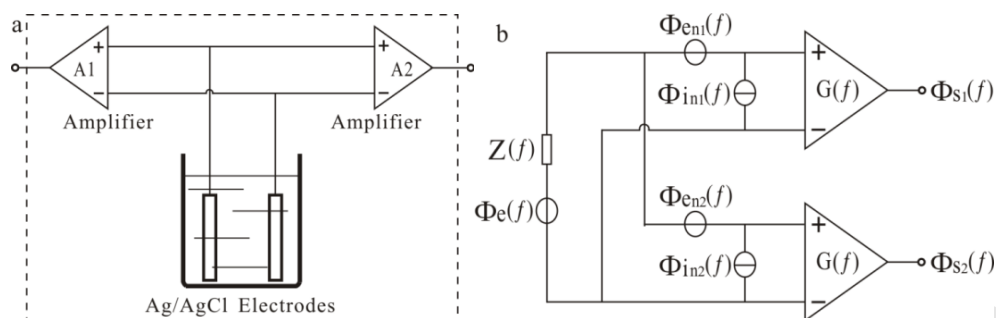 a
+
A1
−
Amplifier
+
A2
−
Amplifier
Ag/AgCl Electrodes
b
Φen1(f)
Φin1(f)
+
−
G(f)
Φs1(f)
Z(f)
Φe(f)
Φen2(f)
Φin2(f)
+
−
G(f)
Φs2(f)